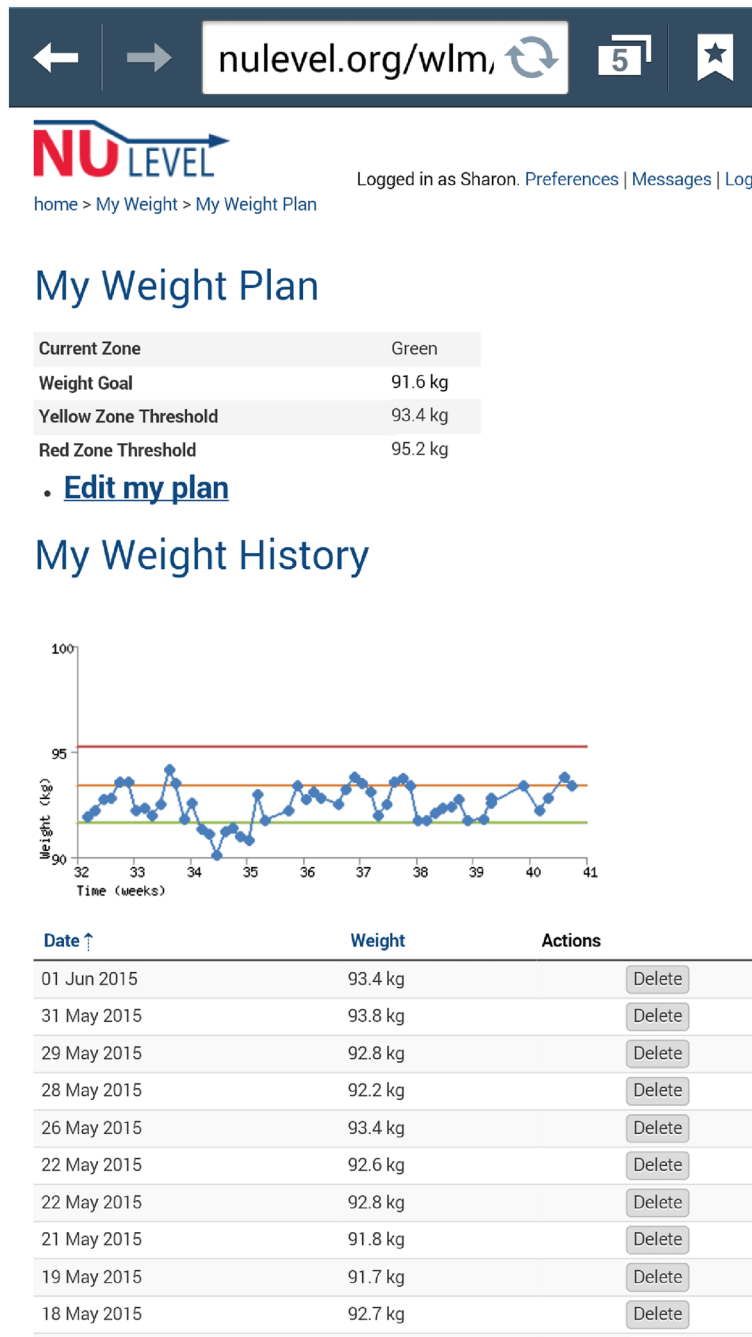 nulevel.org/wlm/
5
NU LEVEL
Logged in as Sharon. Preferences | Messages | Log
home > My Weight > My Weight Plan
My Weight Plan
Current Zone Green
Weight Goal 91.6 kg
Yellow Zone Threshold 93.4 kg
Red Zone Threshold 95.2 kg
• Edit my plan
My Weight History
100
95
90
Weight (kg)
32 33 34 35 36 37 38 39 40 41
Time (weeks)
Date ↑ Weight Actions
01 Jun 2015 93.4 kg Delete
31 May 2015 93.8 kg Delete
29 May 2015 92.8 kg Delete
28 May 2015 92.2 kg Delete
26 May 2015 93.4 kg Delete
22 May 2015 92.6 kg Delete
22 May 2015 92.8 kg Delete
21 May 2015 91.8 kg Delete
19 May 2015 91.7 kg Delete
18 May 2015 92.7 kg Delete